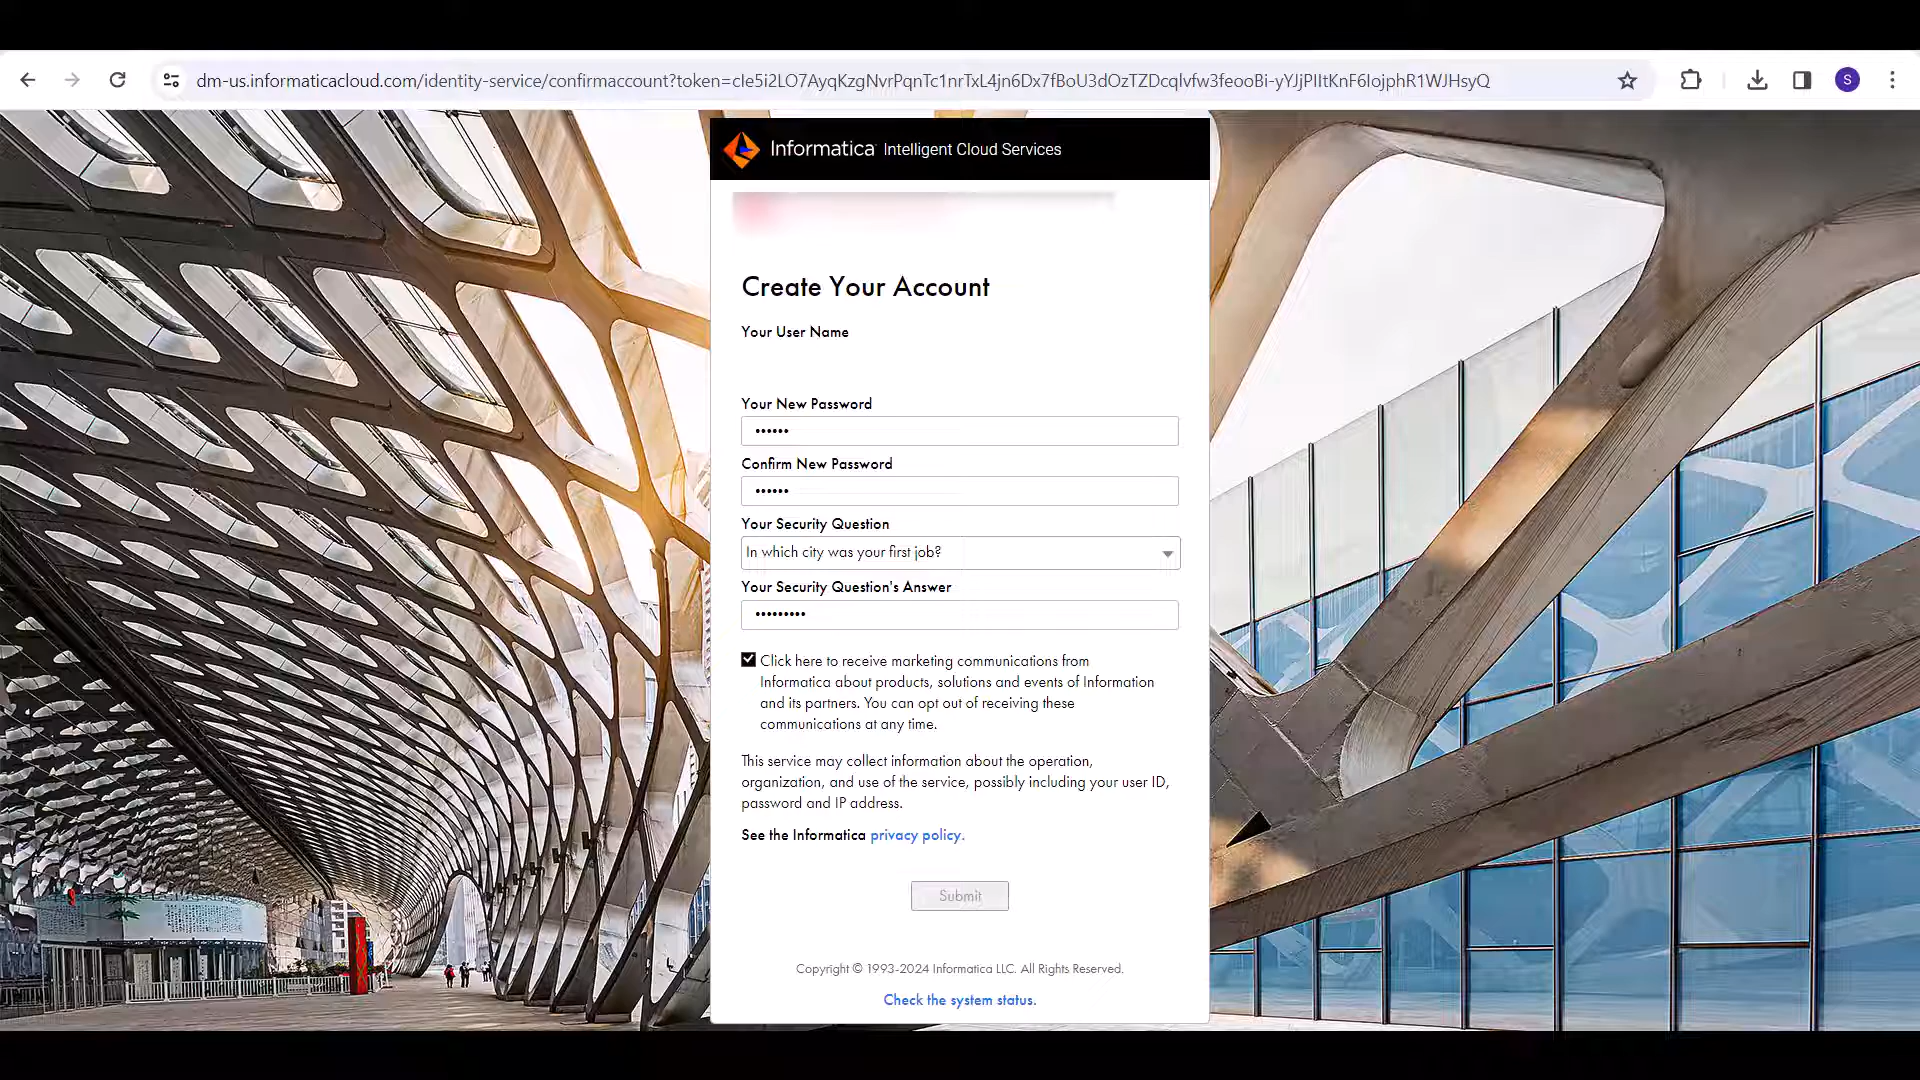 dm-us.informaticacloud.com/identity-service/confirmaccount?token=cIe5i2LO7AyqKzgNvrPqnTc1nrTxL4jn6Dx7fBoU3dOzTZDcqlvfw3feooBi-yYJjPIItKnF6IojphR1WJHsyQ
S
Informatica Intelligent Cloud Services
Create Your Account
Your User Name
Your New Password
••••••
Confirm New Password
••••••
Your Security Question
In which city was your first job?
Your Security Question's Answer
•••••••••
Click here to receive marketing communications from
Informatica about products, solutions and events of Information
and its partners. You can opt out of receiving these
communications at any time.
This service may collect information about the operation,
organization, and use of the service, possibly including your user ID,
password and IP address.
See the Informatica privacy policy.
Submit
Copyright © 1993-2024 Informatica LLC. All Rights Reserved.
Check the system status.